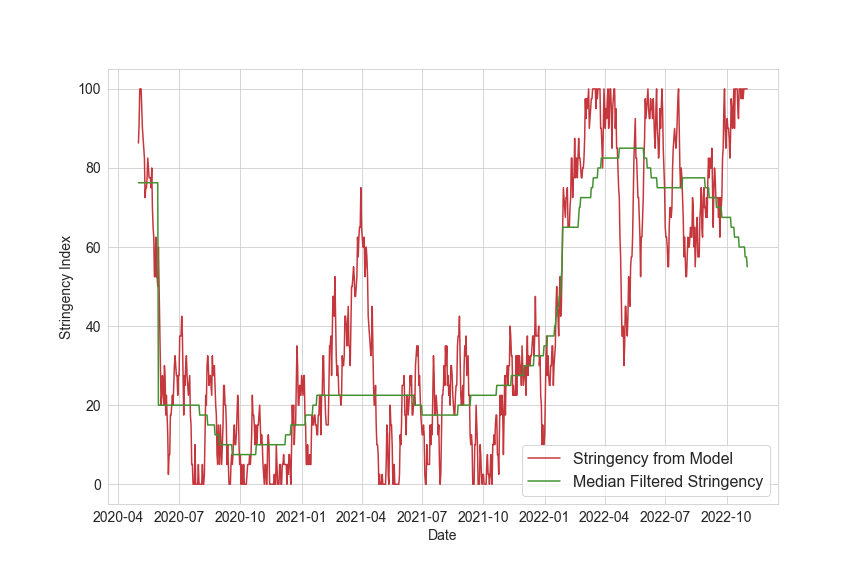 100
80
60
40
20
0
Stringency Index
Stringency from Model
Median Filtered Stringency
2020-04 2020-07 2020-10 2021-01 2021-04 2021-07 2021-10 2022-01 2022-04 2022-07 2022-10
Date